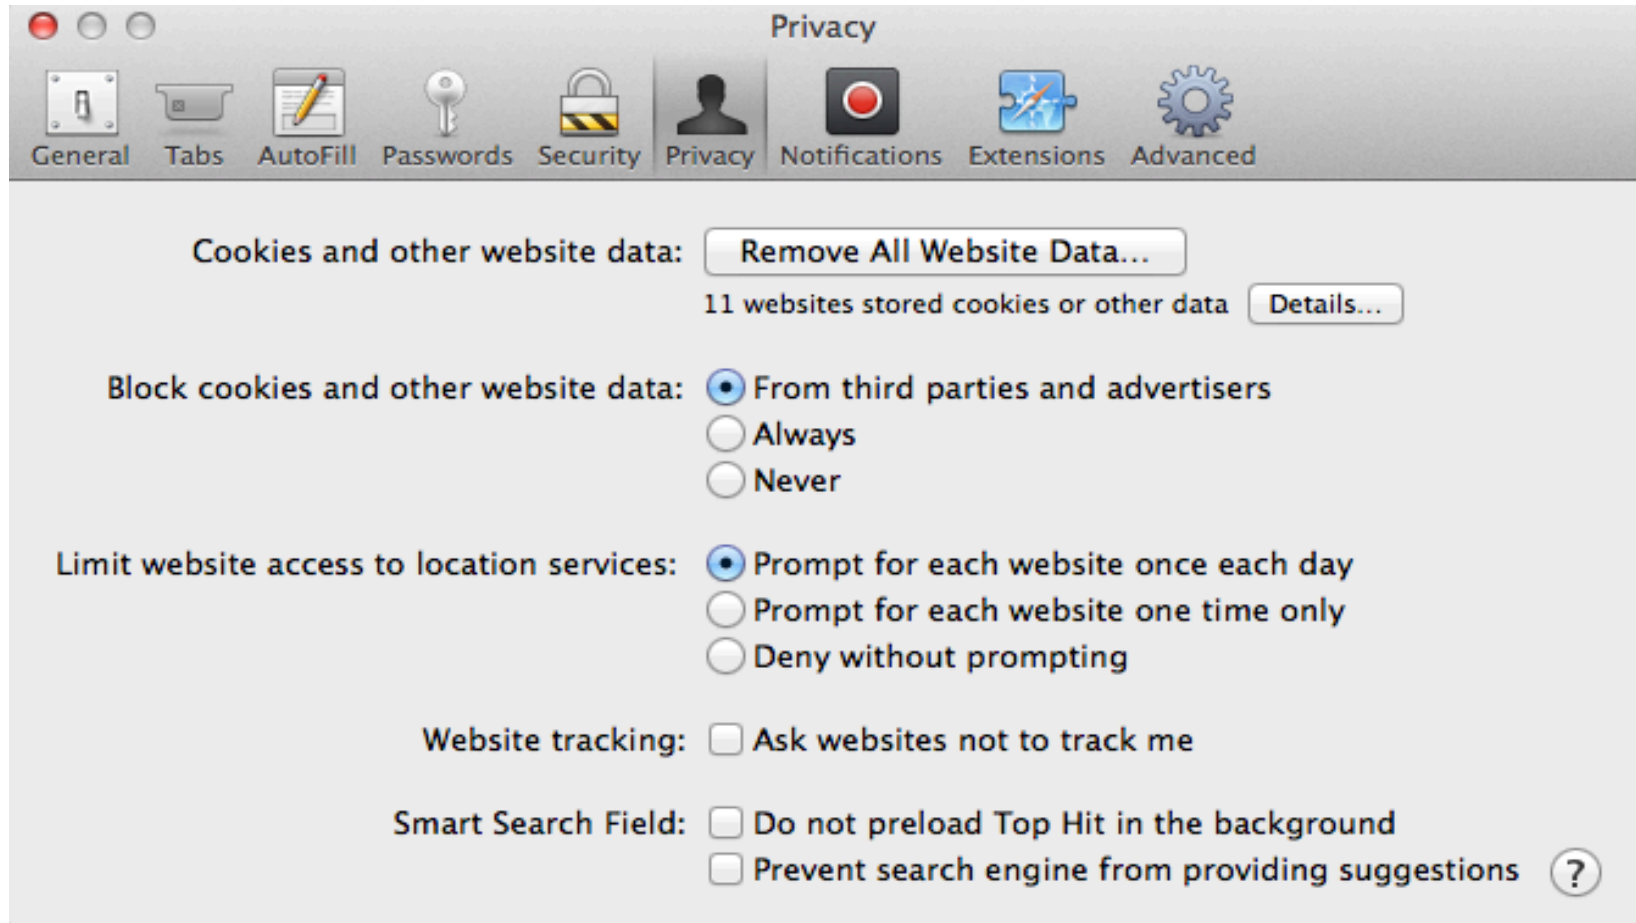 Privacy
General Tabs AutoFill Passwords Security Privacy Notifications Extensions Advanced
Cookies and other website data: Remove All Website Data...
11 websites stored cookies or other data Details...
Block cookies and other website data: From third parties and advertisers
Always
Never
Limit website access to location services: Prompt for each website once each day
Prompt for each website one time only
Deny without prompting
Website tracking: Ask websites not to track me
Smart Search Field: Do not preload Top Hit in the background
Prevent search engine from providing suggestions ?